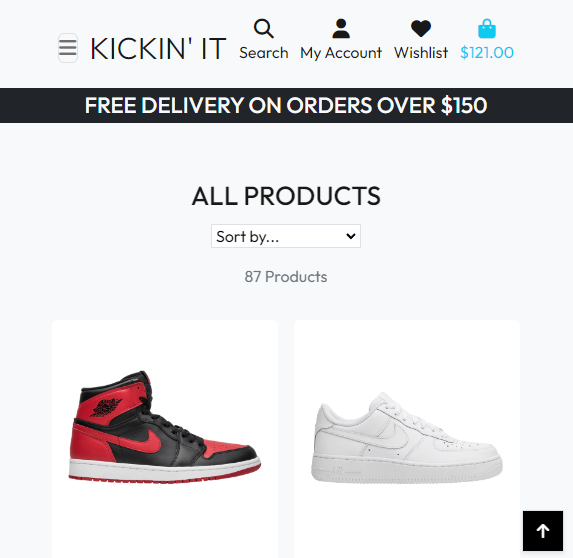 KICKIN' IT
Search
My Account
Wishlist
$121.00
FREE DELIVERY ON ORDERS OVER $150
ALL PRODUCTS
Sort by...
87 Products